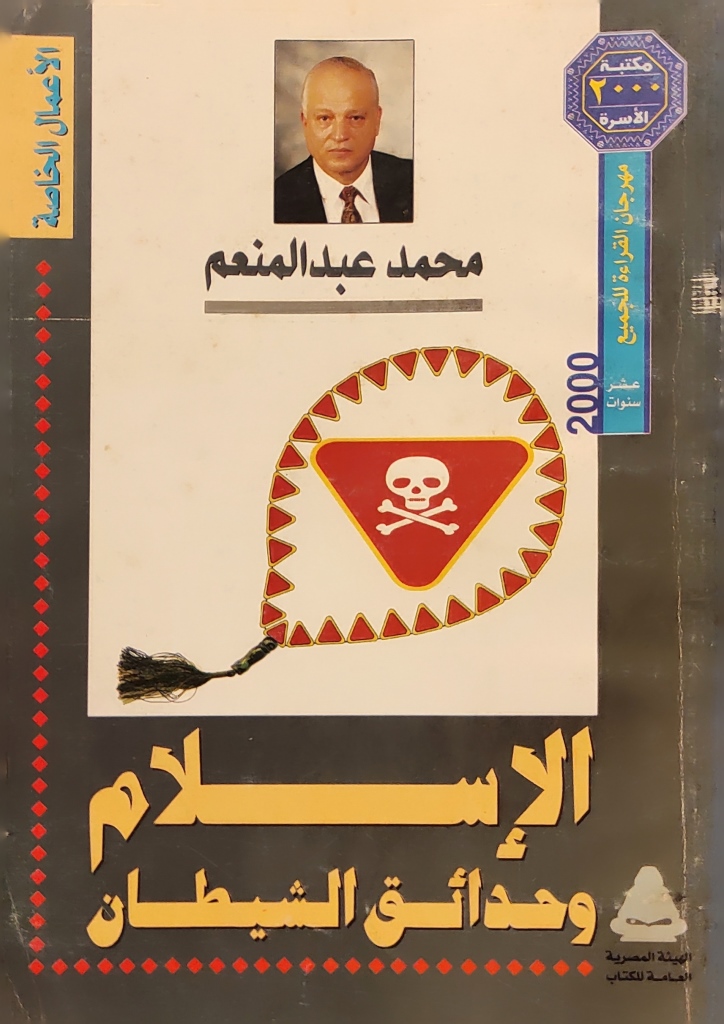 الأعمال الخاصة
مكتبة
٢٠٠٠
الأسرة
مهرجان القراءة للجميع
عشر
سنوات
2000
محمد عبدالمنعم
الإسلام
وحدائق الشيطان
الهيئة المصرية
العامة للكتاب